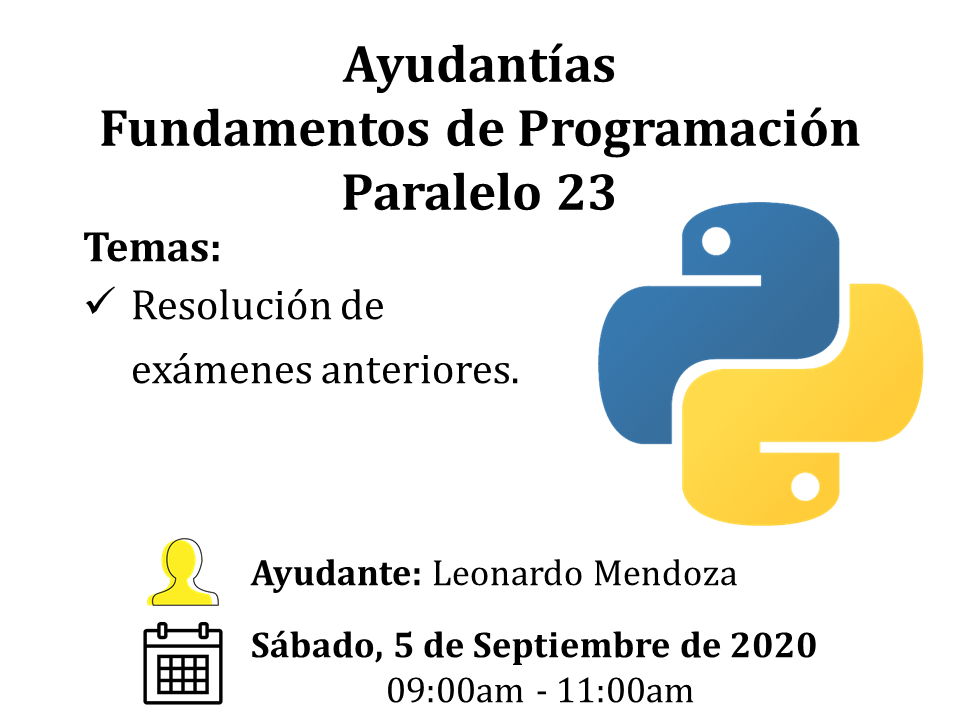 Ayudantías
Fundamentos de Programación
Paralelo 23
Temas:
✓ Resolución de
exámenes anteriores.
Ayudante: Leonardo Mendoza
Sábado, 5 de Septiembre de 2020
09:00am - 11:00am